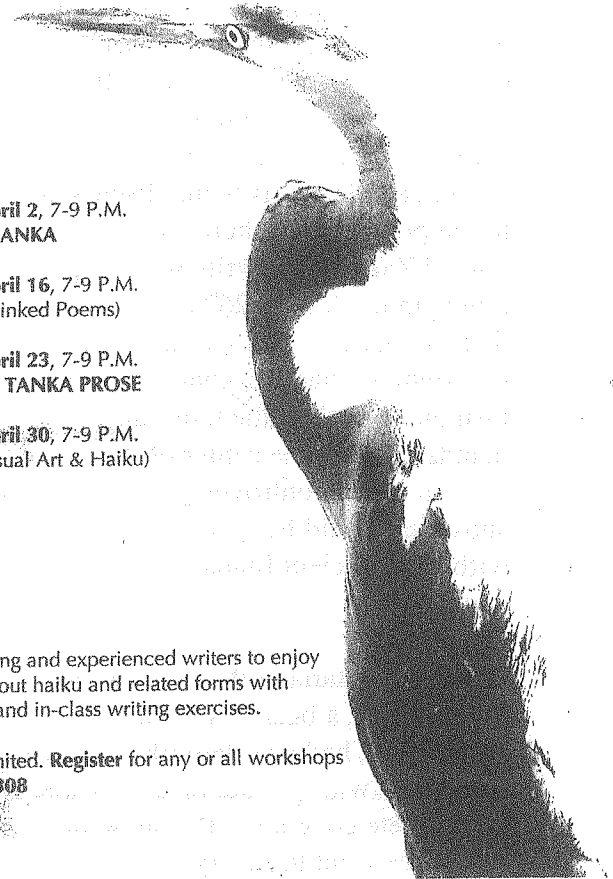 ril 2, 7-9 P.M.
ANKA
ril 16, 7-9 P.M.
inked Poems)
ril 23, 7-9 P.M.
TANKA PROSE
ril 30, 7-9 P.M.
sual Art & Haiku)
ng and experienced writers to enjoy
out haiku and related forms with
and in-class writing exercises.
nited. Register for any or all workshops
308